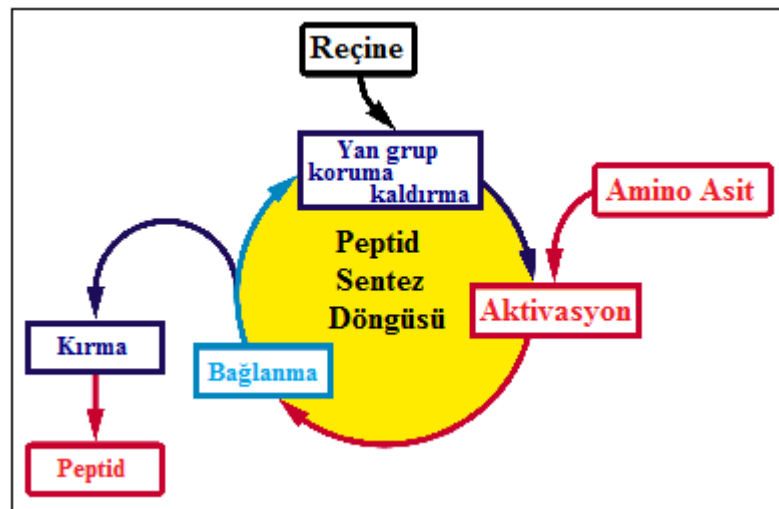 Reçine
Yan grup
koruma
kaldırma
Amino Asit
Peptid
Sentez
Döngüsü
Aktivasyon
Kırma
Bağlanma
Peptid